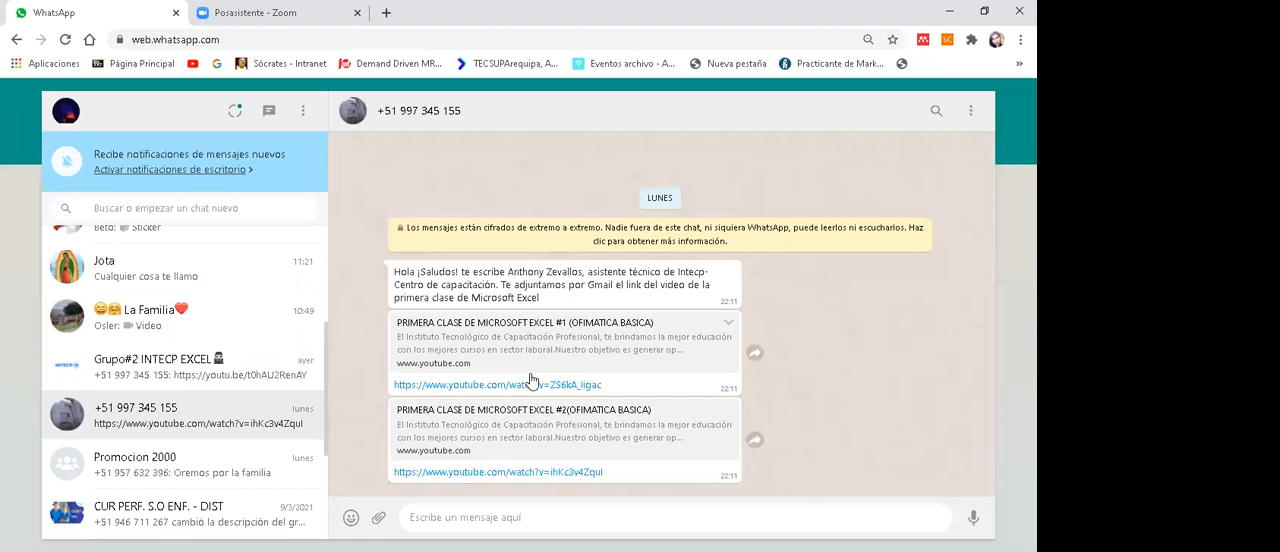 WhatsApp
Posasistente - Zoom
web.whatsapp.com
Aplicaciones
Página Principal
Sócrates - Intranet
Demand Driven MR...
TECSUParequipa, A...
Eventos archivo - A...
Nueva pestaña
Practicante de Mark...
»
+51 997 345 155
Recibe notificaciones de mensajes nuevos
Activar notificaciones de escritorio >
Buscar o empezar un chat nuevo
Beto: Sticker
Jota
11:21
Cualquier cosa te llamo
La Familia
10:49
Osler: Video
Grupo#2 INTECP EXCEL
ayer
+51 997 345 155: https://youtu.be/t0hAU2RenAY
+51 997 345 155
lunes
https://www.youtube.com/watch?v=ihKc3v4ZquI
Promocion 2000
lunes
+51 957 632 396: Oremos por la familia
CUR PERF. S.O ENF. - DIST
9/3/2021
+51 946 711 267 cambió la descripción del gr...
LUNES
Los mensajes están cifrados de extremo a extremo. Nadie fuera de este chat, ni siquiera WhatsApp, puede leerlos ni escucharlos. Haz
clic para obtener más información.
Hola ¡Saludos! te escribe Anthony Zevallos, asistente técnico de Intecp-
Centro de capacitación. Te adjuntamos por Gmail el link del video de la
primera clase de Microsoft Excel
22:11
PRIMERA CLASE DE MICROSOFT EXCEL #1 (OFIMATICA BASICA)
El Instituto Tecnológico de Capacitación Profesional, te brindamos la mejor educación
con los mejores cursos en sector laboral.Nuestro objetivo es generar op...
www.youtube.com
https://www.youtube.com/watch?v=ZS6kA_ligac
22:11
PRIMERA CLASE DE MICROSOFT EXCEL #2(OFIMATICA BASICA)
El Instituto Tecnológico de Capacitación Profesional, te brindamos la mejor educación
con los mejores cursos en sector laboral.Nuestro objetivo es generar op...
www.youtube.com
https://www.youtube.com/watch?v=ihKc3v4ZquI
22:11
Escribe un mensaje aquí